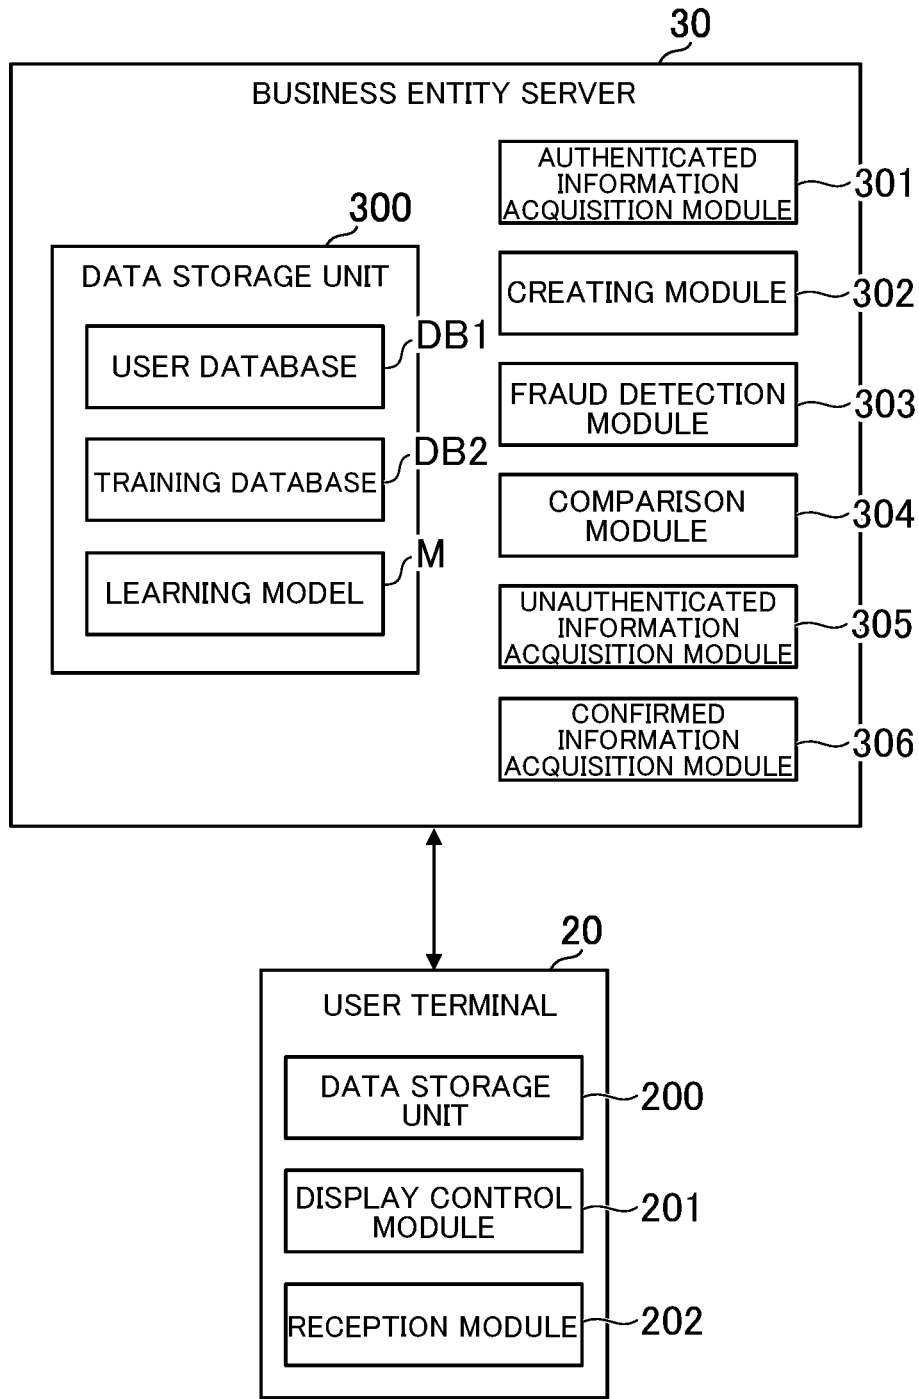 30
BUSINESS ENTITY SERVER
300
DATA STORAGE UNIT
USER DATABASE
DB1
TRAINING DATABASE
DB2
LEARNING MODEL
M
AUTHENTICATED
INFORMATION
ACQUISITION MODULE
301
CREATING MODULE
302
FRAUD DETECTION
MODULE
303
COMPARISON
MODULE
304
UNAUTHENTICATED
INFORMATION
ACQUISITION MODULE
305
CONFIRMED
INFORMATION
ACQUISITION MODULE
306
20
USER TERMINAL
DATA STORAGE
UNIT
200
DISPLAY CONTROL
MODULE
201
RECEPTION MODULE
202